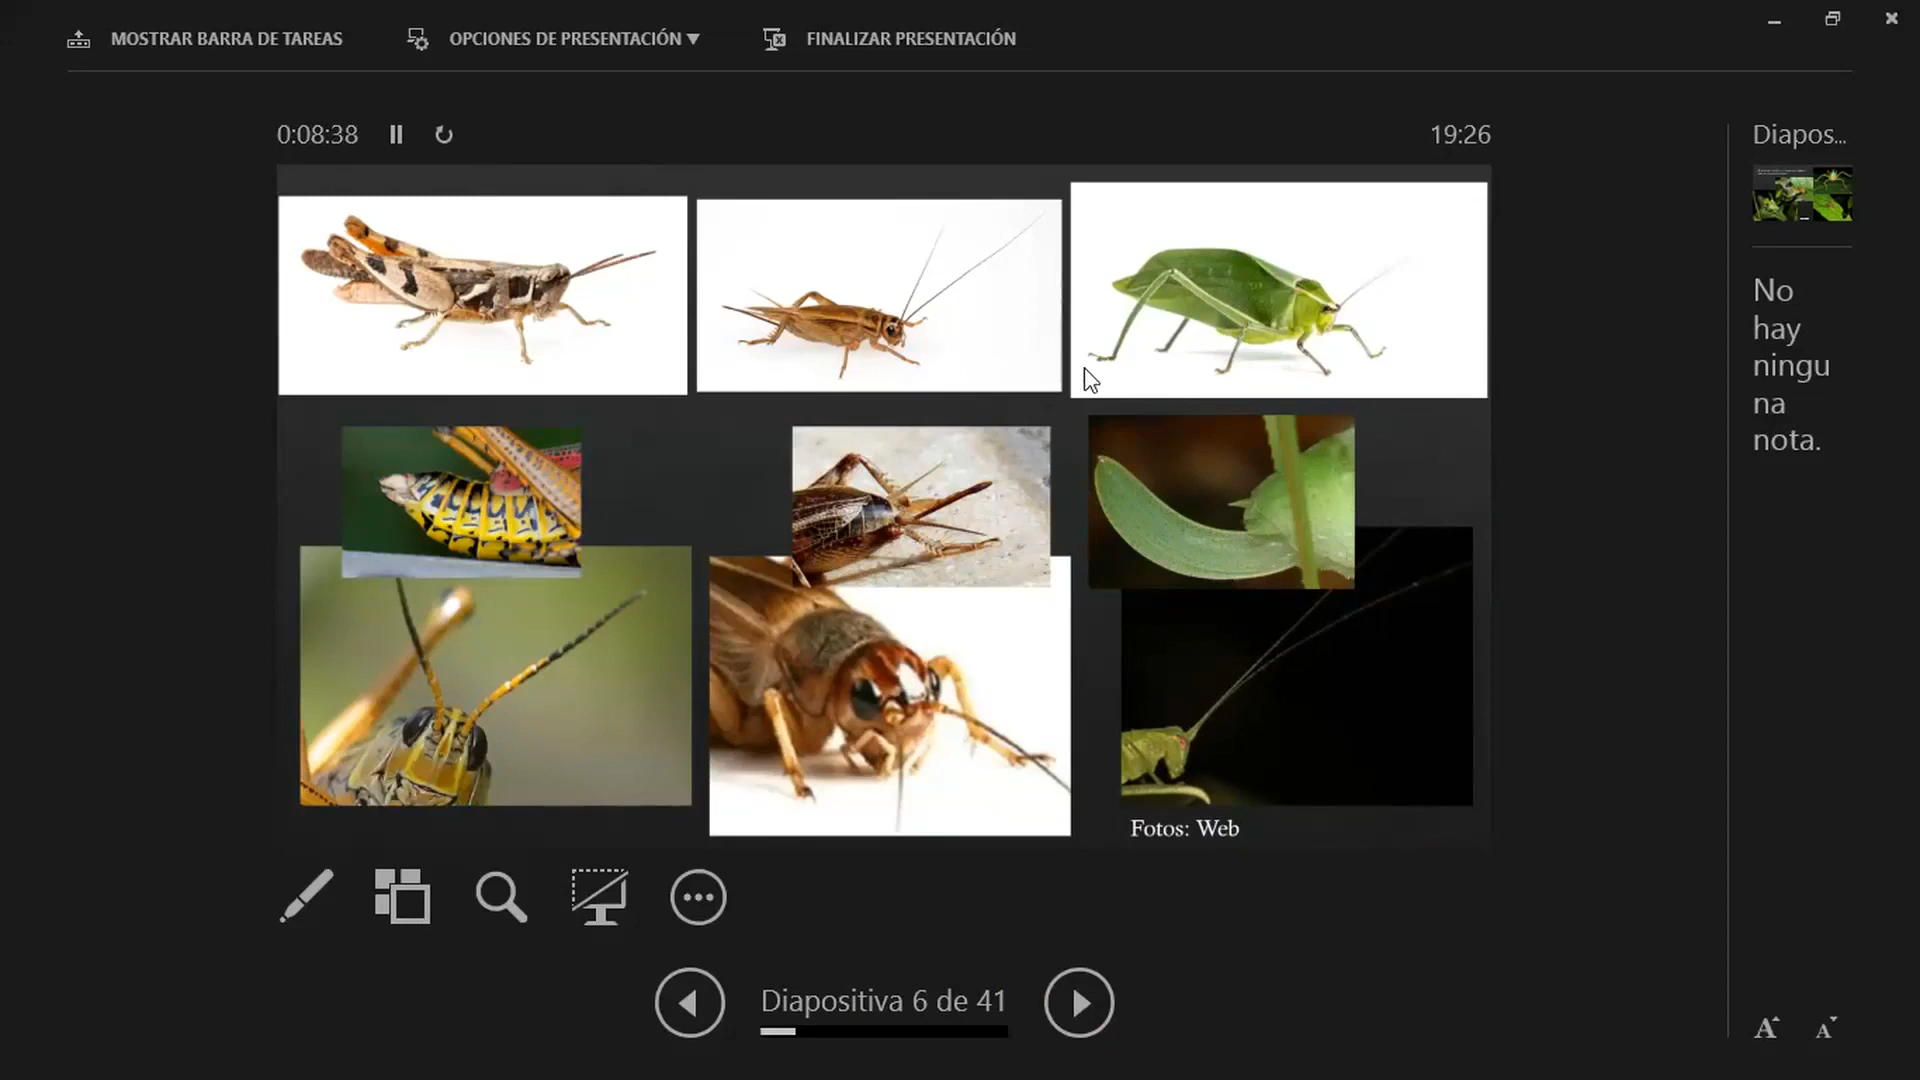 MOSTRAR BARRA DE TAREAS
OPCIONES DE PRESENTACIÓN
FINALIZAR PRESENTACIÓN
0:08:38
19:26
Diapos...
No
hay
ningu
na
nota.
Fotos: Web
Diapositiva 6 de 41
A
A